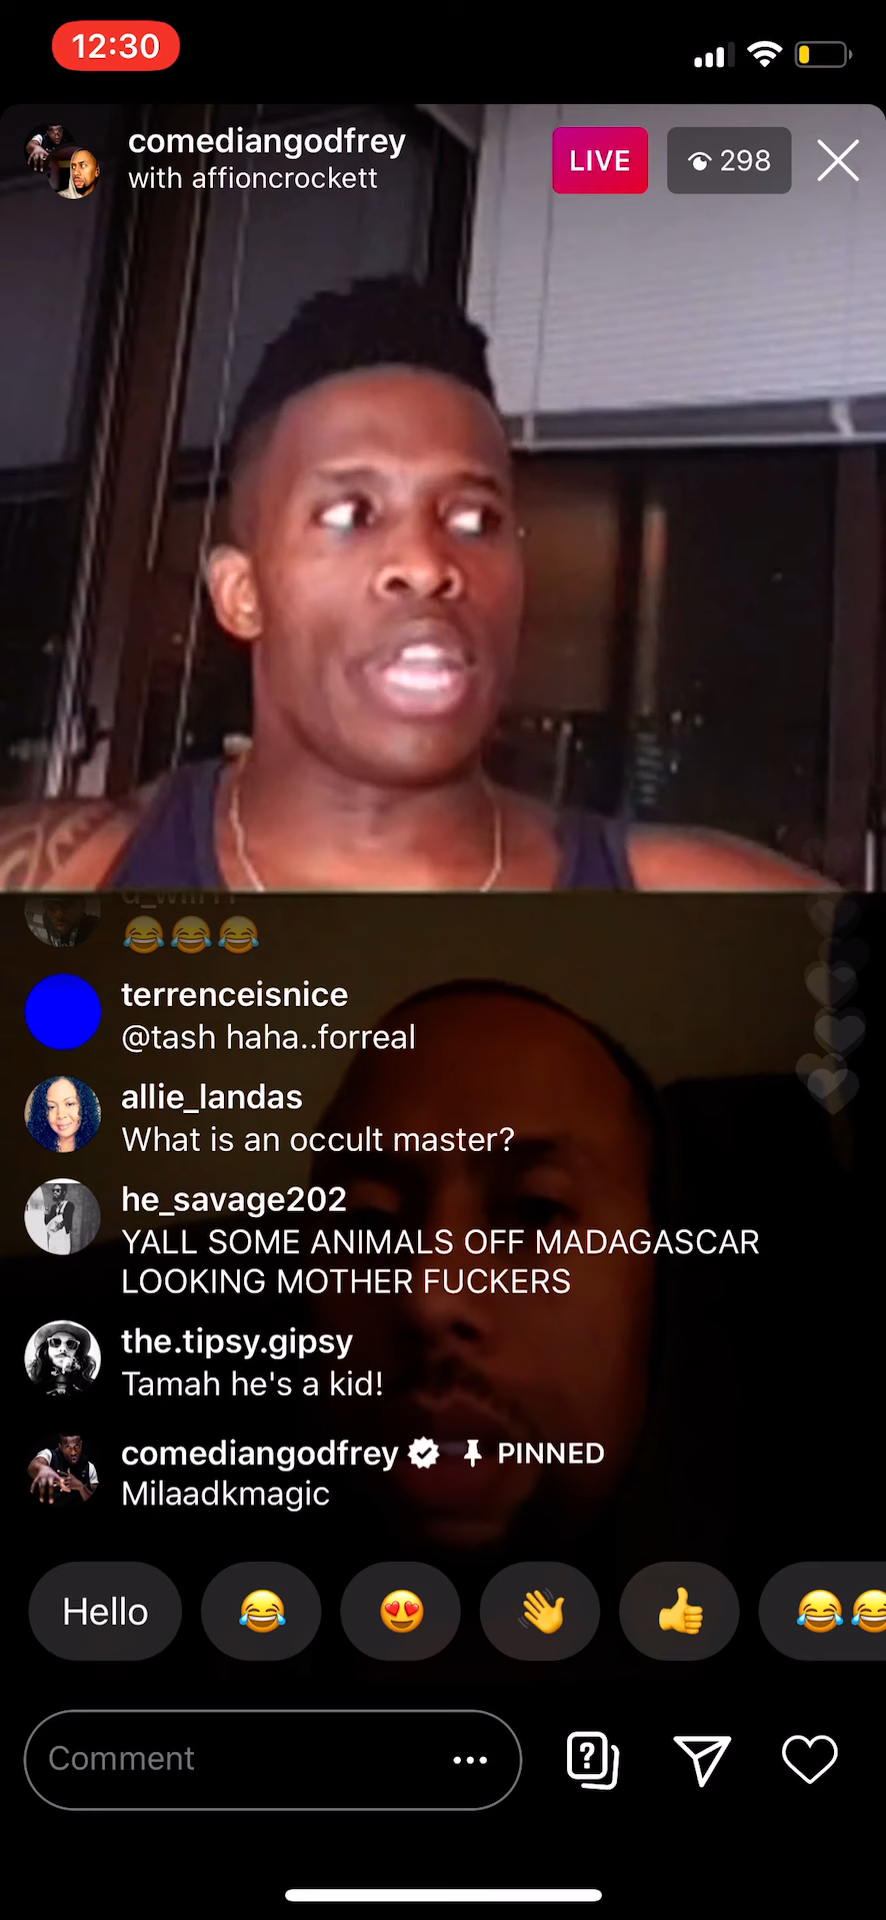 12:30
comediangodfrey
with affioncrockett
LIVE
298
😂😂😂
terrenceisnice
@tash haha..forreal
allie_landas
What is an occult master?
he_savage202
YALL SOME ANIMALS OFF MADAGASCAR
LOOKING MOTHER FUCKERS
the.tipsy.gipsy
Tamah he's a kid!
comediangodfrey PINNED
Milaadkmagic
Hello 😂 😍 👋 👍 😂😂
Comment